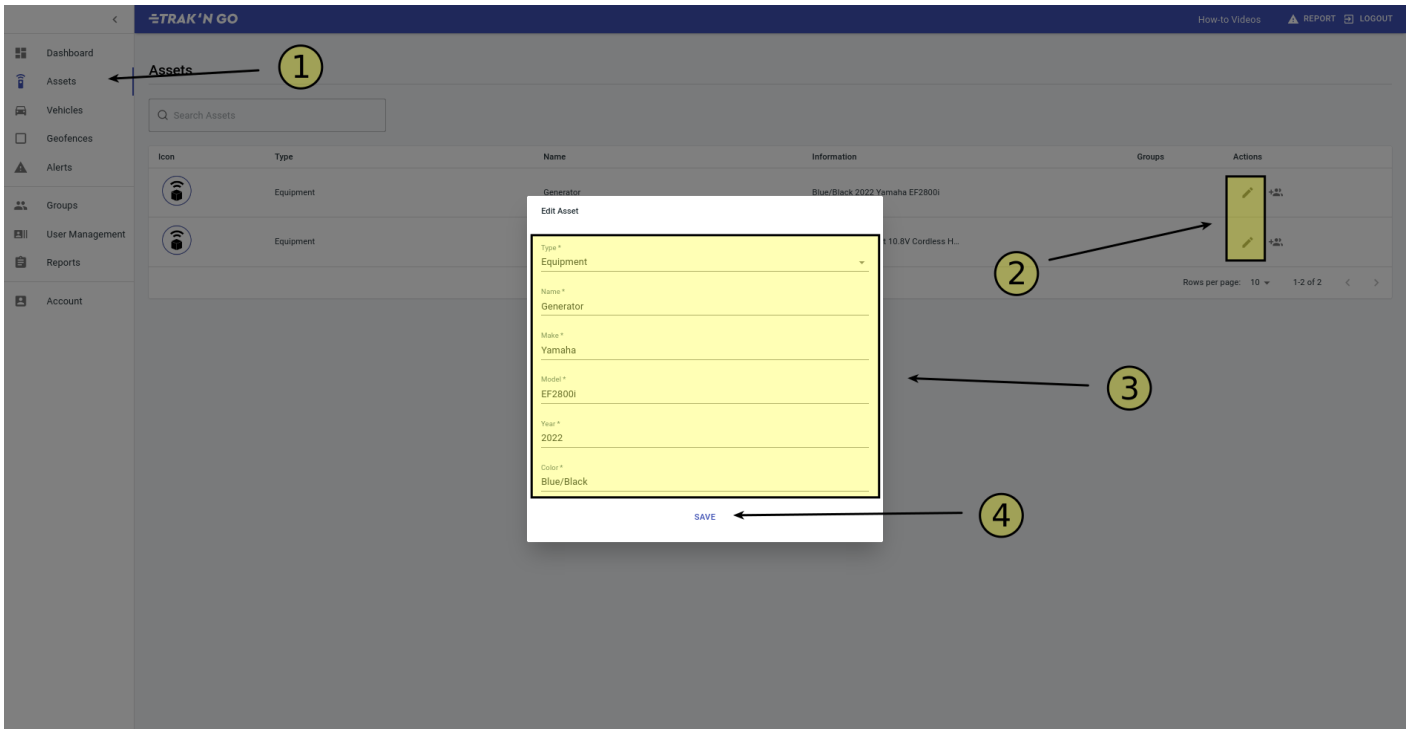 TRAK'N GO
How-to Videos
REPORT
LOGOUT
Dashboard
Assets
Vehicles
Geofences
Alerts
Groups
User Management
Reports
Account
Assets
1
Search Assets
Icon Type Name Information Groups Actions
Equipment Generator Blue/Black 2022 Yamaha EF2800i
Equipment t 10.8V Cordless H...
Rows per page: 10 1-2 of 2
2
Edit Asset
Type *
Equipment
Name *
Generator
Make *
Yamaha
Model *
EF2800i
Year *
2022
Color *
Blue/Black
3
SAVE
4